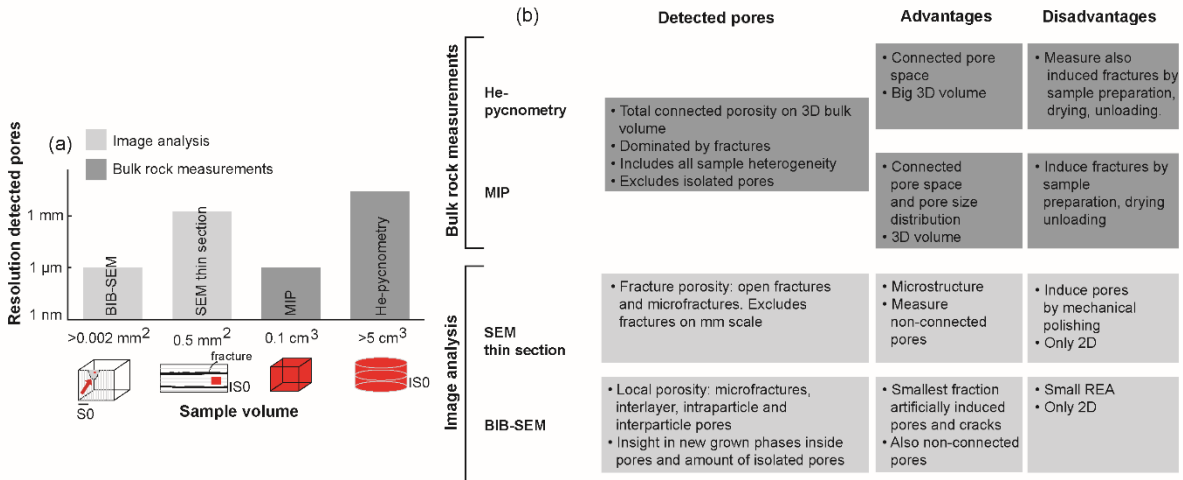 (a)
Image analysis
Bulk rock measurements
Resolution detected pores
1 mm
1 µm
1 nm
BIB-SEM
SEM thin section
MIP
He-pycnometry
>0.002 mm²
0.5 mm²
0.1 cm³
>5 cm³
fracture
S0
IS0
IS0
Sample volume
(b)
Detected pores
Advantages
Disadvantages
Bulk rock measurements
He-
pycnometry
MIP
• Total connected porosity on 3D bulk
volume
• Dominated by fractures
• Includes all sample heterogeneity
• Excludes isolated pores
• Connected pore
space
• Big 3D volume
• Measure also
induced fractures by
sample preparation,
drying, unloading.
• Connected
pore space
and pore size
distribution
• 3D volume
• Induce fractures by
sample
preparation, drying
unloading
Image analysis
SEM
thin section
• Fracture porosity: open fractures
and microfractures. Excludes
fractures on mm scale
• Microstructure
• Measure
non-connected
pores
• Induce pores
by mechanical
polishing
• Only 2D
BIB-SEM
• Local porosity: microfractures,
interlayer, intraparticle and
interparticle pores
• Insight in new grown phases inside
pores and amount of isolated pores
• Smallest fraction
artificially induced
pores and cracks
• Also non-connected
pores
• Small REA
• Only 2D